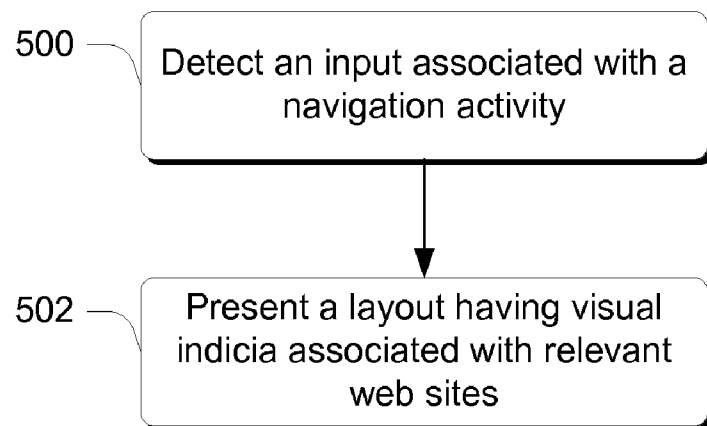 500
Detect an input associated with a
navigation activity
502
Present a layout having visual
indicia associated with relevant
web sites